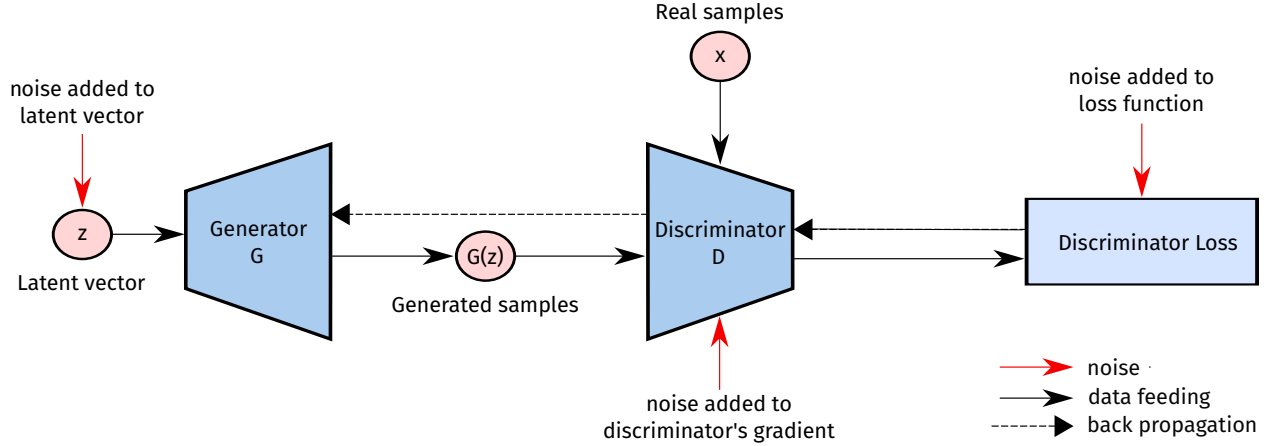 Real samples
x
noise added to
latent vector
noise added to
loss function
z
Latent vector
Generator
G
G(z)
Generated samples
Discriminator
D
Discriminator Loss
noise added to
discriminator's gradient
noise
data feeding
back propagation